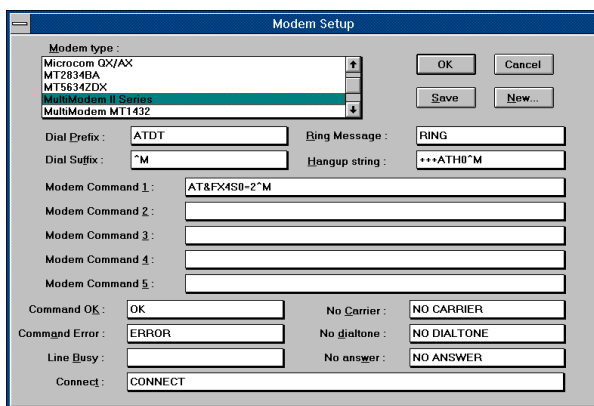 Modem Setup
Modem type :
Microcom QX/AX
MT2834BA
MT5634ZDX
MultiModem II Series
MultiModem MT1432
OK
Cancel
Save
New...
Dial Prefix :
ATDT
Ring Message :
RING
Dial Suffix :
^M
Hangup string :
+++ATH0^M
Modem Command 1 :
AT&FX4S0=2^M
Modem Command 2 :
Modem Command 3 :
Modem Command 4 :
Modem Command 5 :
Command OK :
OK
No Carrier :
NO CARRIER
Command Error :
ERROR
No dialtone :
NO DIALTONE
Line Busy :
No answer :
NO ANSWER
Connect :
CONNECT